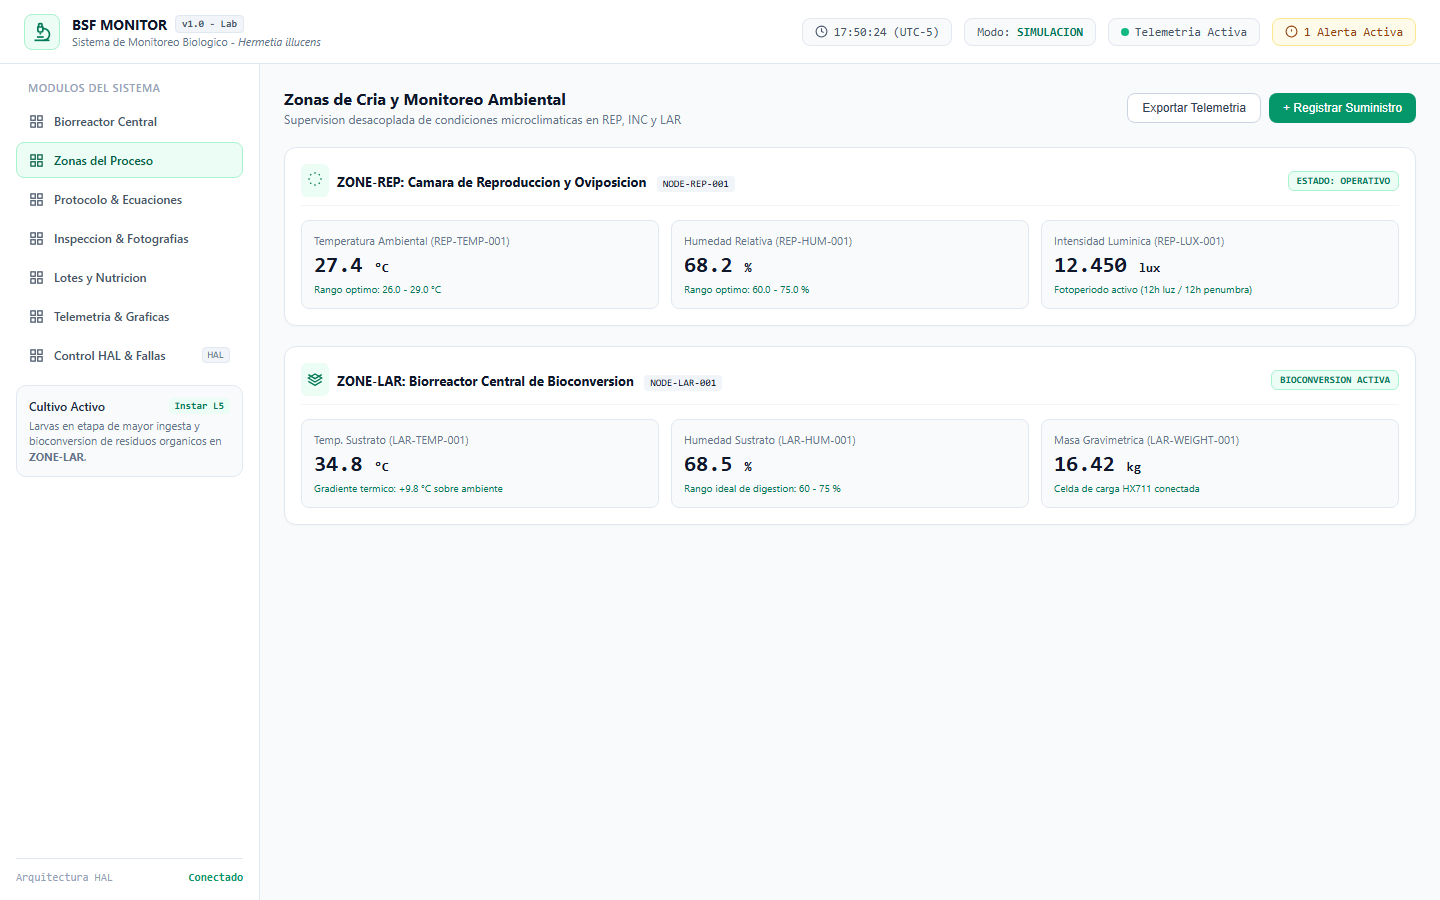 BSF MONITOR v1.0 - Lab
Sistema de Monitoreo Biologico - Hermetia illucens
17:50:24 (UTC-5)
Modo: SIMULACION
Telemetria Activa
1 Alerta Activa
MODULOS DEL SISTEMA
Biorreactor Central
Zonas del Proceso
Protocolo & Ecuaciones
Inspeccion & Fotografias
Lotes y Nutricion
Telemetria & Graficas
Control HAL & Fallas HAL
Cultivo Activo Instar L5
Larvas en etapa de mayor ingesta y
bioconversion de residuos organicos en
ZONE-LAR.
Arquitectura HAL Conectado
Zonas de Cria y Monitoreo Ambiental
Supervision desacoplada de condiciones microclimaticas en REP, INC y LAR
Exportar Telemetria
+ Registrar Suministro
ZONE-REP: Camara de Reproduccion y Oviposicion NODE-REP-001
ESTADO: OPERATIVO
Temperatura Ambiental (REP-TEMP-001)
27.4 °C
Rango optimo: 26.0 - 29.0 °C
Humedad Relativa (REP-HUM-001)
68.2 %
Rango optimo: 60.0 - 75.0 %
Intensidad Luminica (REP-LUX-001)
12.450 lux
Fotoperiodo activo (12h luz / 12h penumbra)
ZONE-LAR: Biorreactor Central de Bioconversion NODE-LAR-001
BIOCONVERSION ACTIVA
Temp. Sustrato (LAR-TEMP-001)
34.8 °C
Gradiente termico: +9.8 °C sobre ambiente
Humedad Sustrato (LAR-HUM-001)
68.5 %
Rango ideal de digestion: 60 - 75 %
Masa Gravimetrica (LAR-WEIGHT-001)
16.42 kg
Celda de carga HX711 conectada